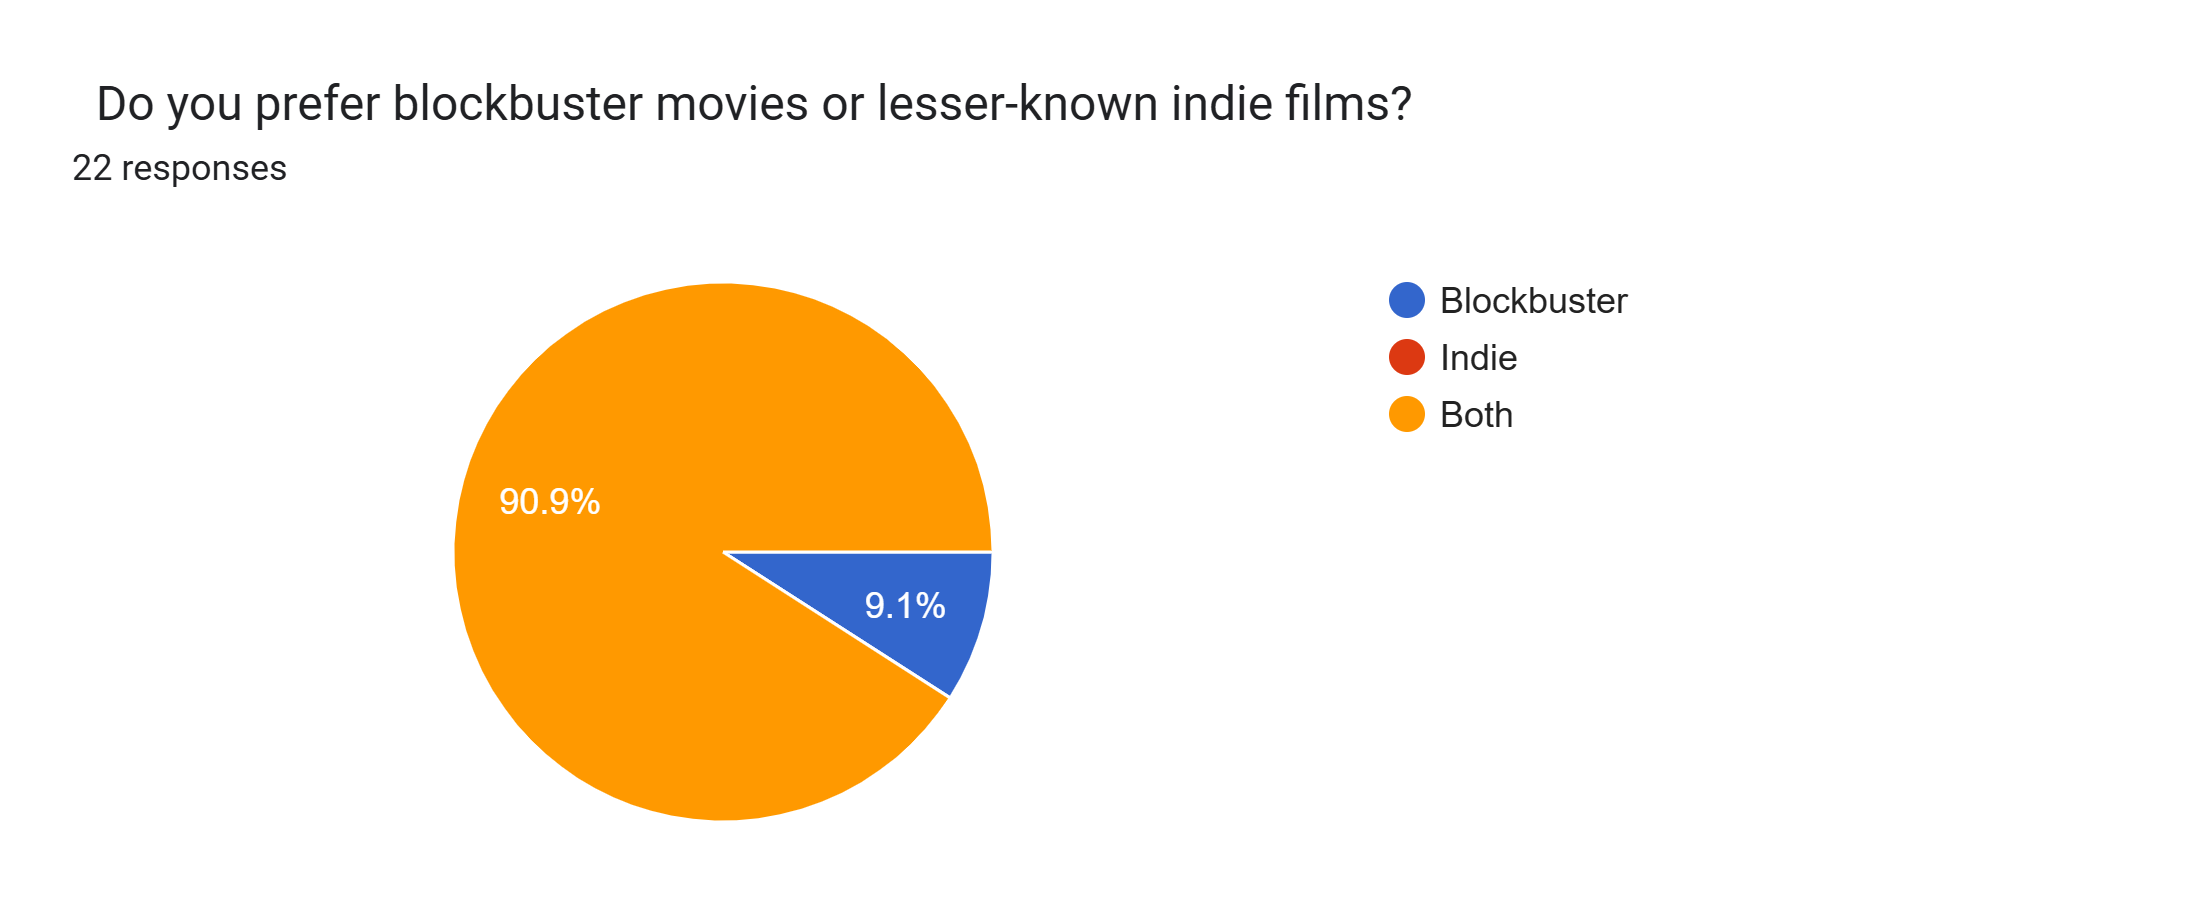 Do you prefer blockbuster movies or lesser-known indie films?
22 responses
Blockbuster
Indie
Both
90.9%
9.1%